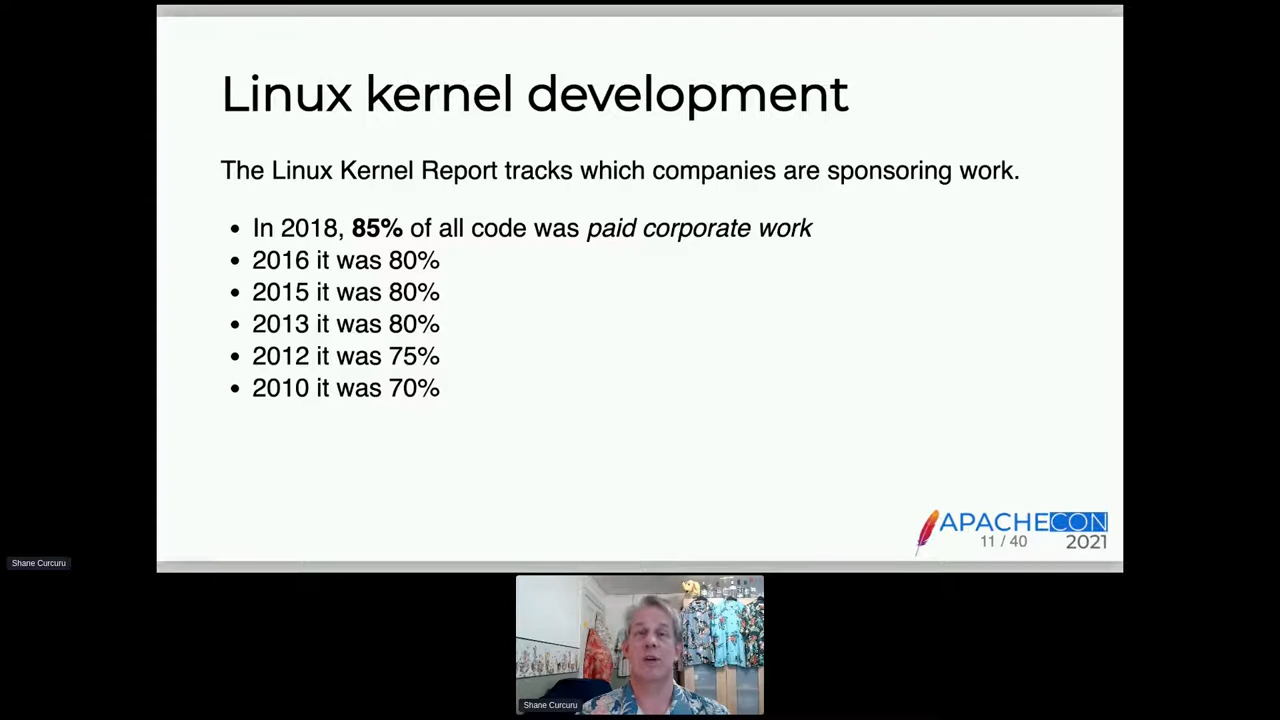 Linux kernel development
The Linux Kernel Report tracks which companies are sponsoring work.
• In 2018, 85% of all code was paid corporate work
• 2016 it was 80%
• 2015 it was 80%
• 2013 it was 80%
• 2012 it was 75%
• 2010 it was 70%
APACHECON
11 / 40
2021
Shane Curcuru
Shane Curcuru